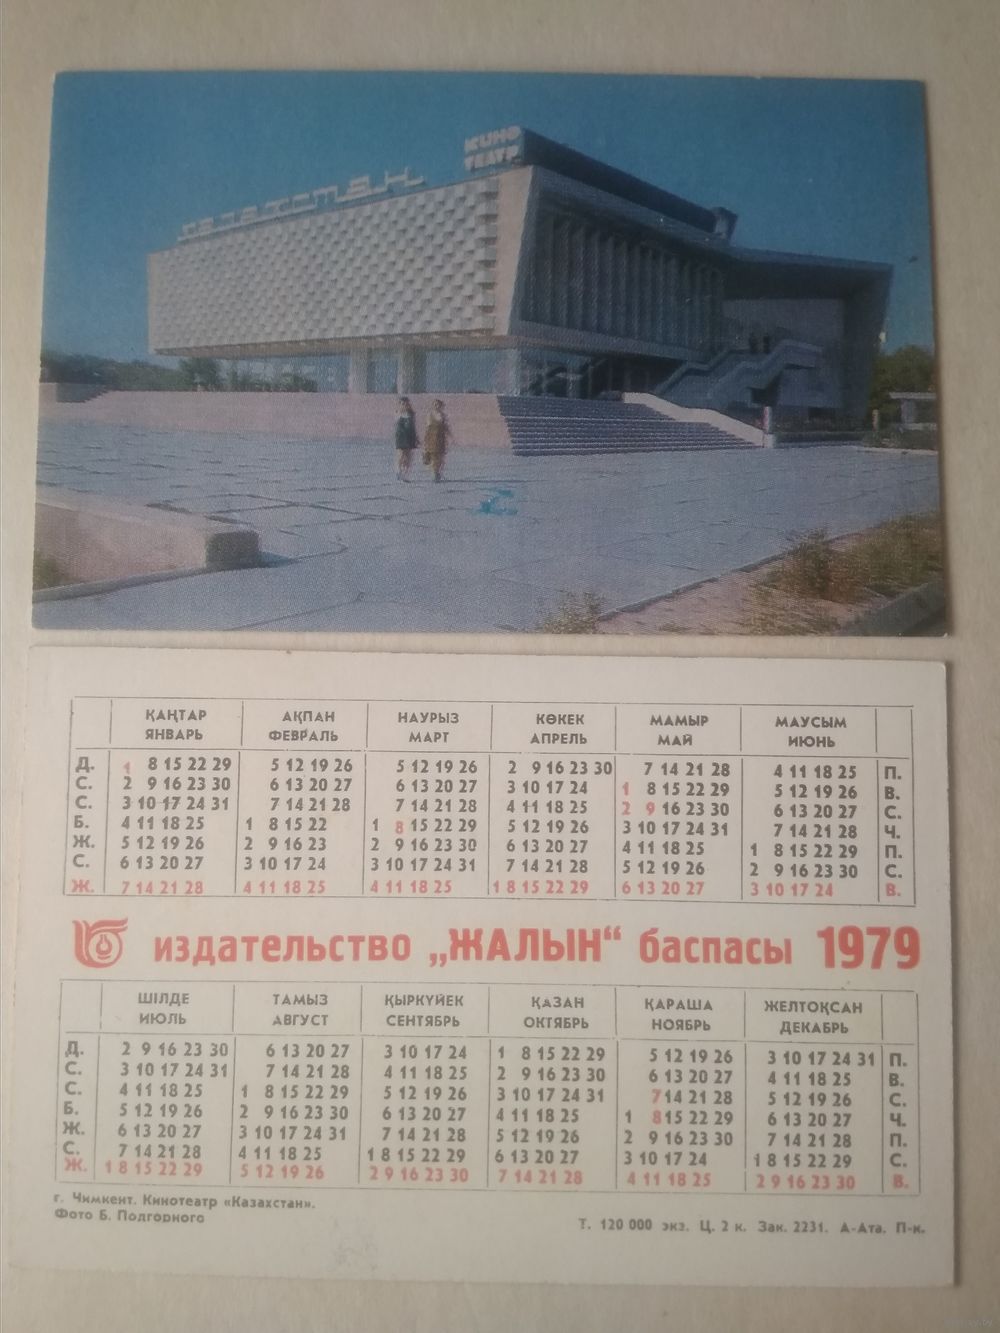 КИНО
ТЕАТР
ҚАҢТАР АҚПАН НАУРЫЗ КӨКЕК МАМЫР МАУСЫМ
ЯНВАРЬ ФЕВРАЛЬ МАРТ АПРЕЛЬ МАЙ ИЮНЬ
Д. 1 8 15 22 29 5 12 19 26 5 12 19 26 2 9 16 23 30 7 14 21 28 4 11 18 25 П.
С. 2 9 16 23 30 6 13 20 27 6 13 20 27 3 10 17 24 1 8 15 22 29 5 12 19 26 В.
С. 3 10 17 24 31 7 14 21 28 7 14 21 28 4 11 18 25 2 9 16 23 30 6 13 20 27 С.
Б. 4 11 18 25 1 8 15 22 1 8 15 22 29 5 12 19 26 3 10 17 24 31 7 14 21 28 Ч.
Ж. 5 12 19 26 2 9 16 23 2 9 16 23 30 6 13 20 27 4 11 18 25 1 8 15 22 29 П.
С. 6 13 20 27 3 10 17 24 3 10 17 24 31 7 14 21 28 5 12 19 26 2 9 16 23 30 С.
Ж. 7 14 21 28 4 11 18 25 4 11 18 25 1 8 15 22 29 6 13 20 27 3 10 17 24 В.
издательство „ЖАЛЫН“ баспасы 1979
ШІЛДЕ ТАМЫЗ ҚЫРКҮЙЕК ҚАЗАН ҚАРАША ЖЕЛТОҚСАН
ИЮЛЬ АВГУСТ СЕНТЯБРЬ ОКТЯБРЬ НОЯБРЬ ДЕКАБРЬ
Д. 2 9 16 23 30 6 13 20 27 3 10 17 24 1 8 15 22 29 5 12 19 26 3 10 17 24 31 П.
С. 3 10 17 24 31 7 14 21 28 4 11 18 25 2 9 16 23 30 6 13 20 27 4 11 18 25 В.
С. 4 11 18 25 1 8 15 22 29 5 12 19 26 3 10 17 24 31 7 14 21 28 5 12 19 26 С.
Б. 5 12 19 26 2 9 16 23 30 6 13 20 27 4 11 18 25 1 8 15 22 29 6 13 20 27 Ч.
Ж. 6 13 20 27 3 10 17 24 31 7 14 21 28 5 12 19 26 2 9 16 23 30 7 14 21 28 П.
С. 7 14 21 28 4 11 18 25 1 8 15 22 29 6 13 20 27 3 10 17 24 1 8 15 22 29 С.
Ж. 1 8 15 22 29 5 12 19 26 2 9 16 23 30 7 14 21 28 4 11 18 25 2 9 16 23 30 В.
г. Чимкент. Кинотеатр «Казахстан».
Фото Б. Подгорного
Т. 120 000 экз. Ц. 2 к. Зак. 2231. А-Ата. П-к.